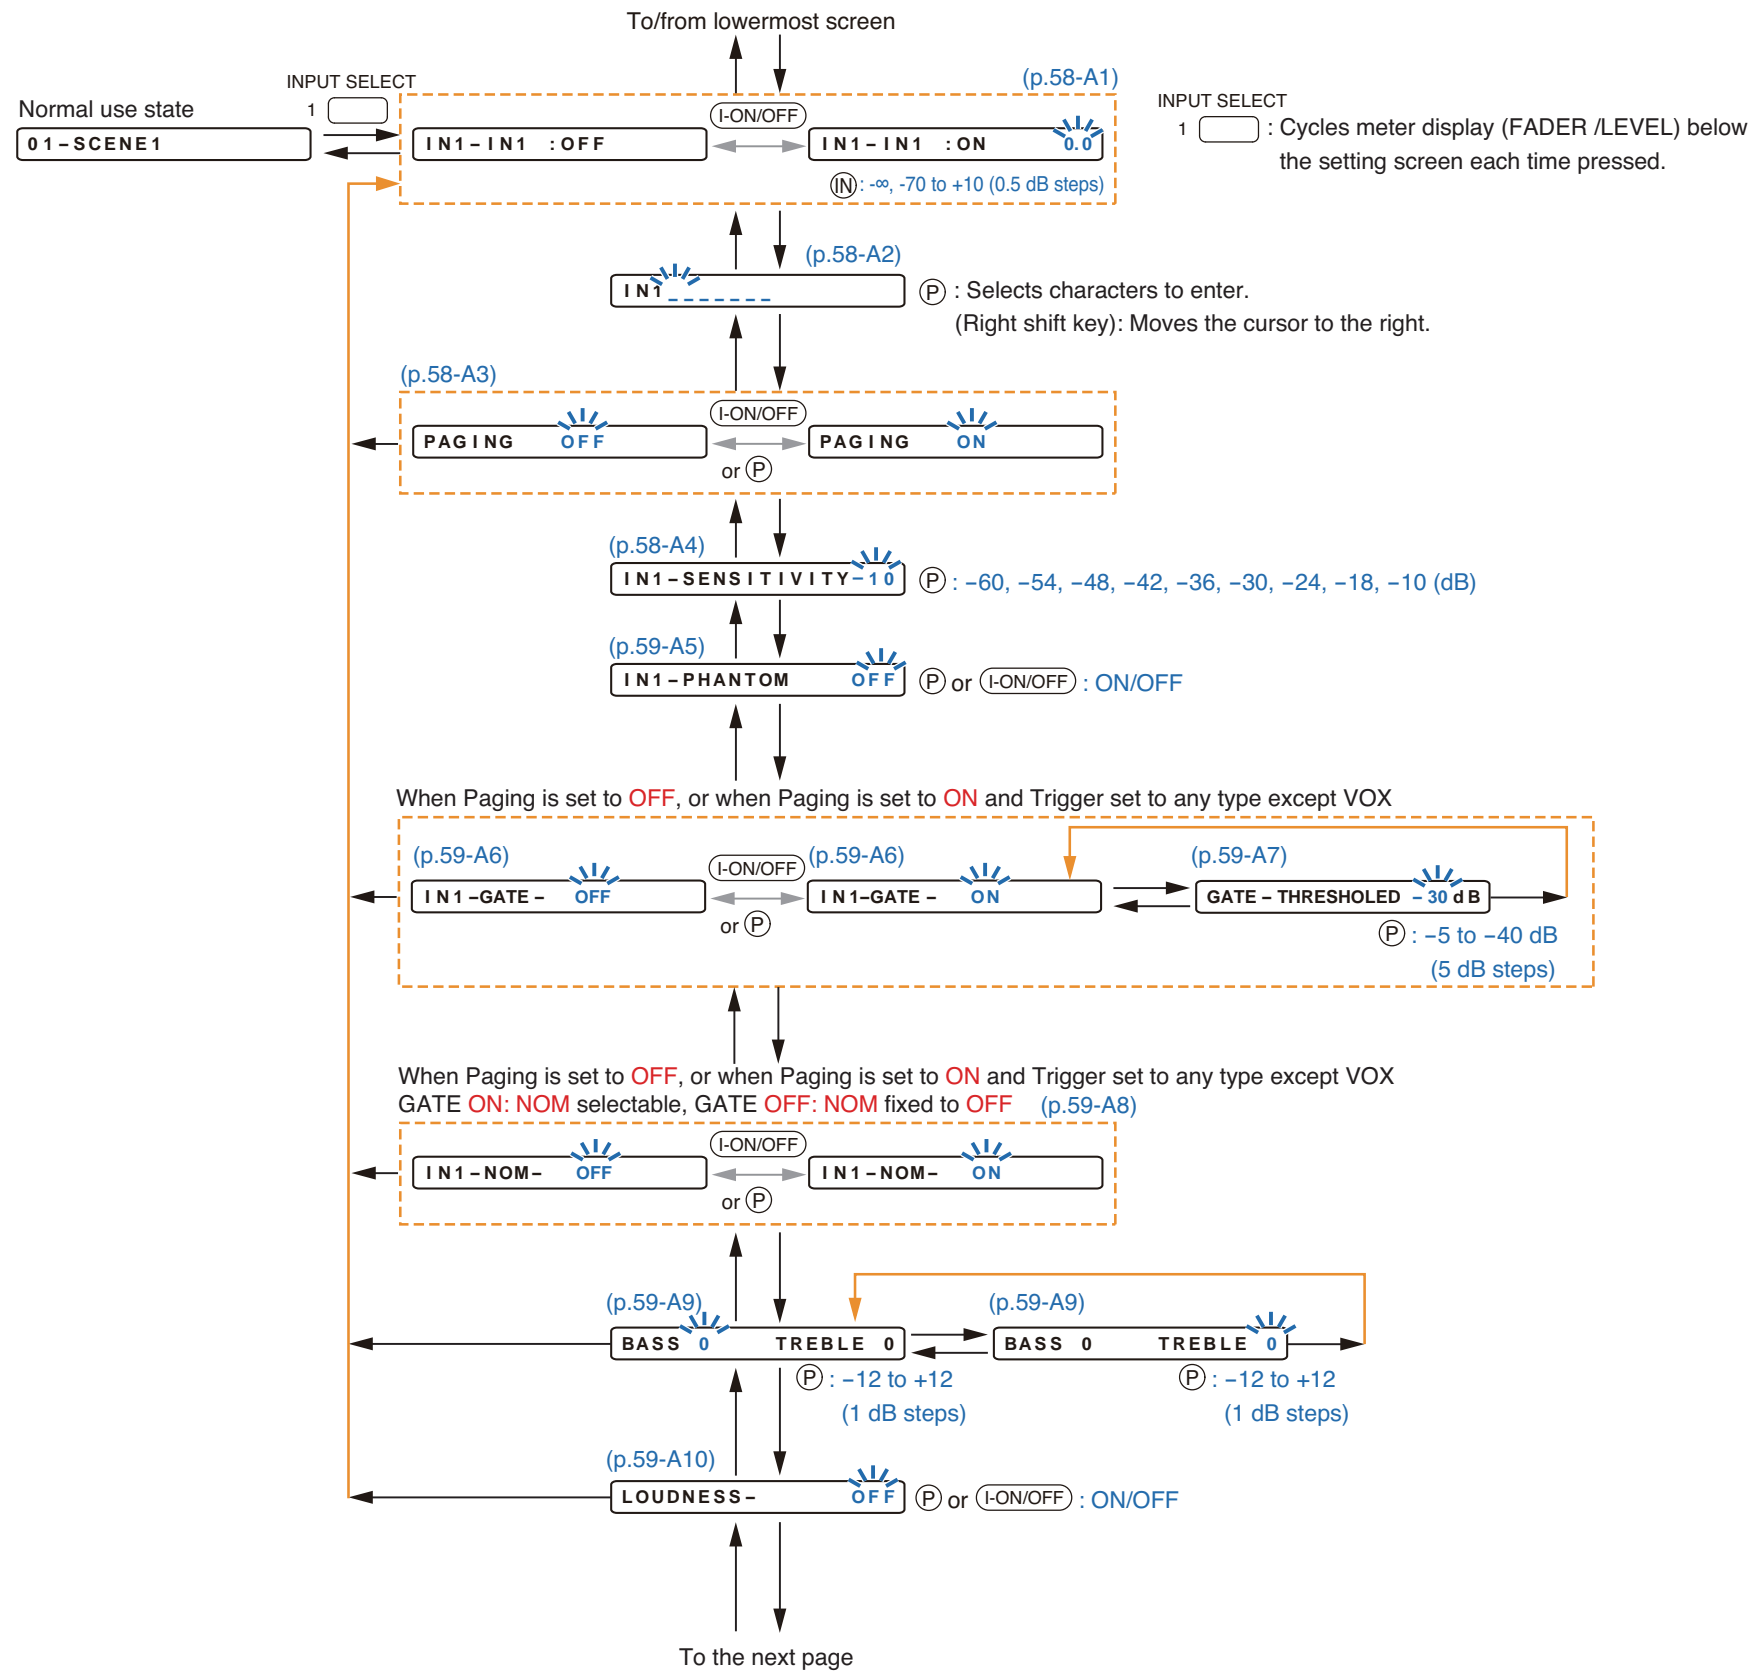 To/from lowermost screen
(p.58-A1)
INPUT SELECT
Normal use state
1
01-SCENE1
I-ON/OFF
IN1-IN1 :OFF
IN1-IN1 :ON 0.0
IN : -∞, -70 to +10 (0.5 dB steps)
INPUT SELECT
1 : Cycles meter display (FADER /LEVEL) below
the setting screen each time pressed.
(p.58-A2)
IN1_ _ _ _ _ _ _
P : Selects characters to enter.
(Right shift key): Moves the cursor to the right.
(p.58-A3)
I-ON/OFF
PAGING OFF
PAGING ON
or P
(p.58-A4)
IN1-SENSITIVITY-10
P : −60, −54, −48, −42, −36, −30, −24, −18, −10 (dB)
(p.59-A5)
IN1-PHANTOM OFF
P or I-ON/OFF : ON/OFF
When Paging is set to OFF, or when Paging is set to ON and Trigger set to any type except VOX
(p.59-A6)
I-ON/OFF
(p.59-A6)
(p.59-A7)
IN1-GATE- OFF
IN1-GATE- ON
GATE-THRESHOLED -30dB
or P
P : −5 to −40 dB
(5 dB steps)
When Paging is set to OFF, or when Paging is set to ON and Trigger set to any type except VOX
GATE ON: NOM selectable, GATE OFF: NOM fixed to OFF (p.59-A8)
I-ON/OFF
IN1-NOM- OFF
IN1-NOM- ON
or P
(p.59-A9)
(p.59-A9)
BASS 0 TREBLE 0
BASS 0 TREBLE 0
P : −12 to +12
(1 dB steps)
P : −12 to +12
(1 dB steps)
(p.59-A10)
LOUDNESS- OFF
P or I-ON/OFF : ON/OFF
To the next page